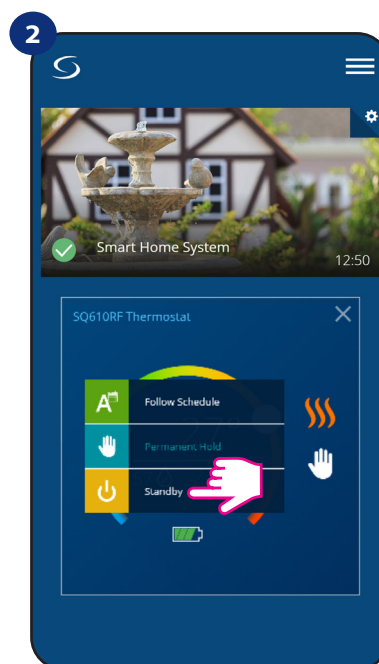 2
Smart Home System
12:50
SQ610RF Thermostat
Follow Schedule
Permanent Hold
Standby